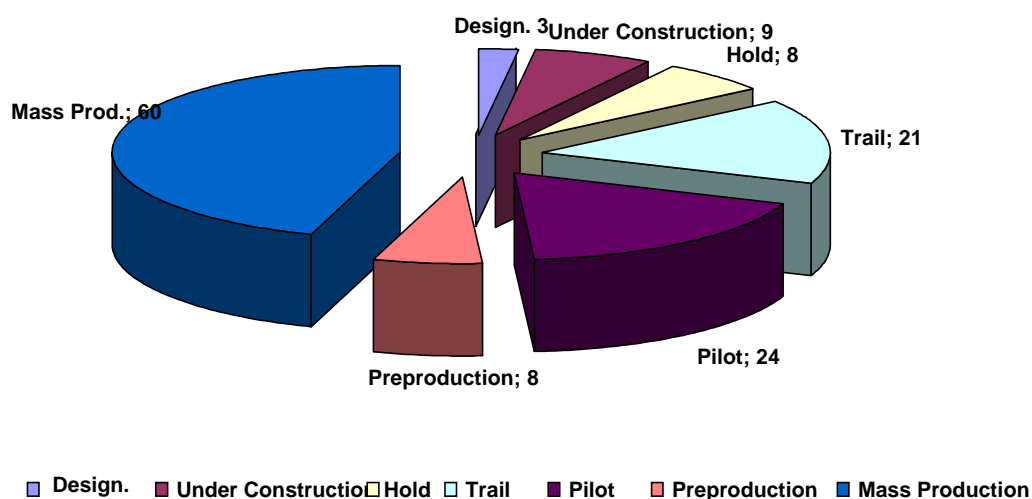 Design. 3
Under Construction; 9
Hold; 8
Mass Prod.; 60
Trail; 21
Pilot; 24
Preproduction; 8
Design.
Under Construction
Hold
Trail
Pilot
Preproduction
Mass Production